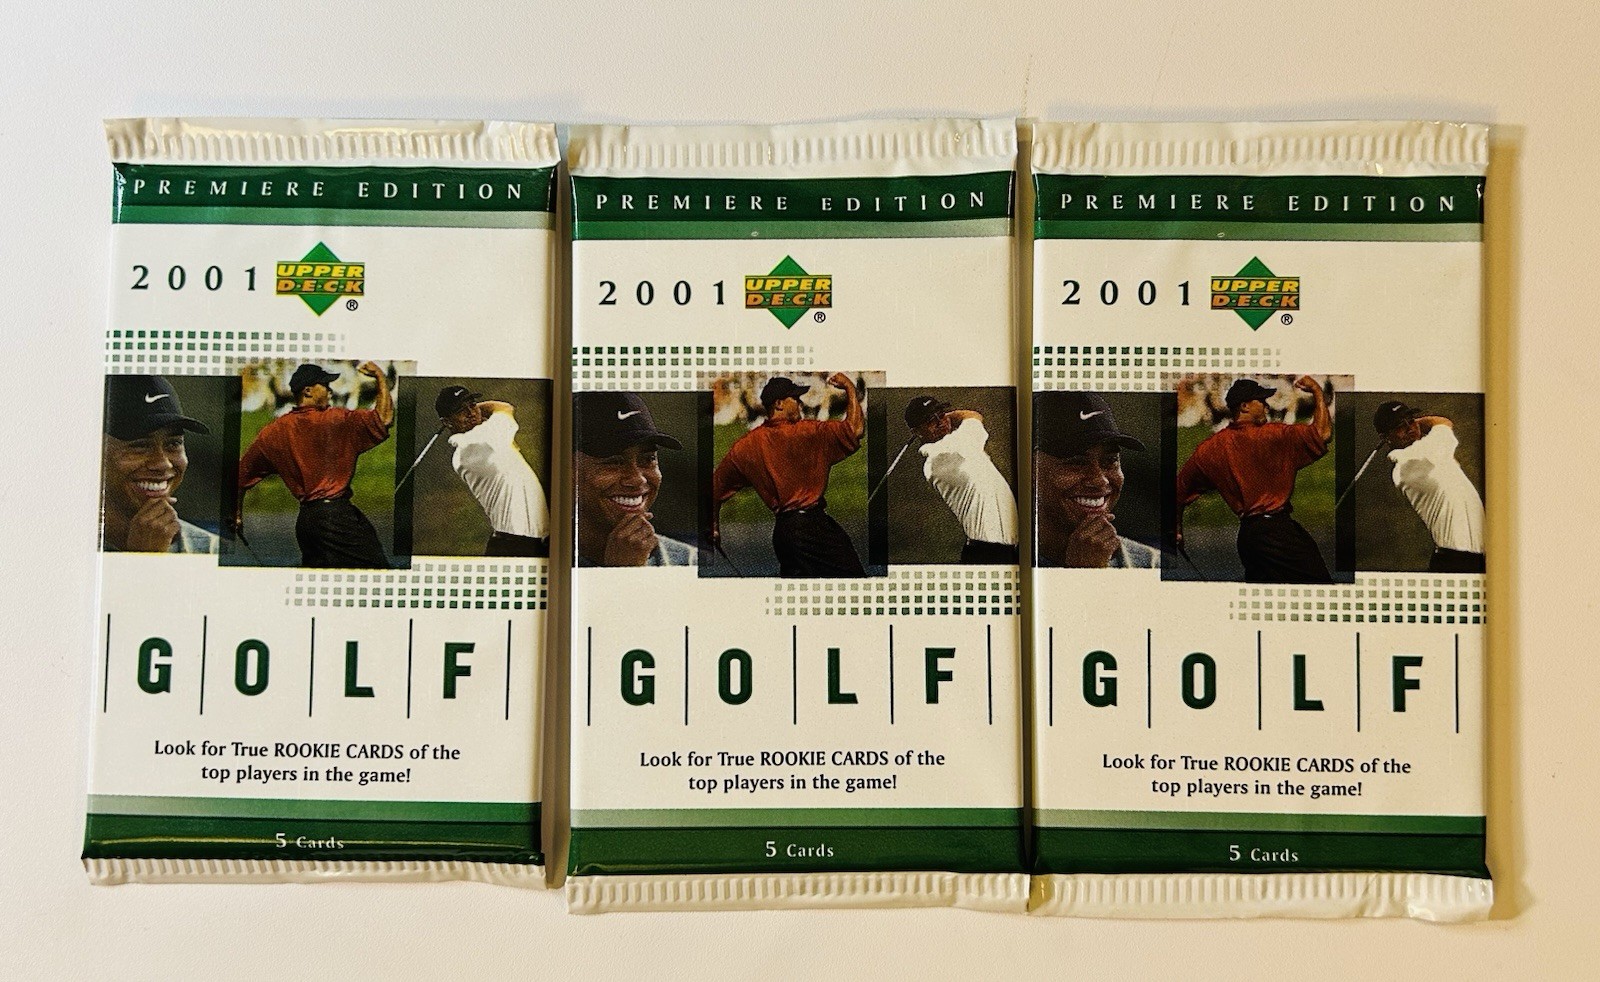 PREMIERE EDITION
2001 UPPER DECK ®
GOLF
Look for True ROOKIE CARDS of the
top players in the game!
5 Cards
PREMIERE EDITION
2001 UPPER DECK ®
GOLF
Look for True ROOKIE CARDS of the
top players in the game!
5 Cards
PREMIERE EDITION
2001 UPPER DECK ®
GOLF
Look for True ROOKIE CARDS of the
top players in the game!
5 Cards